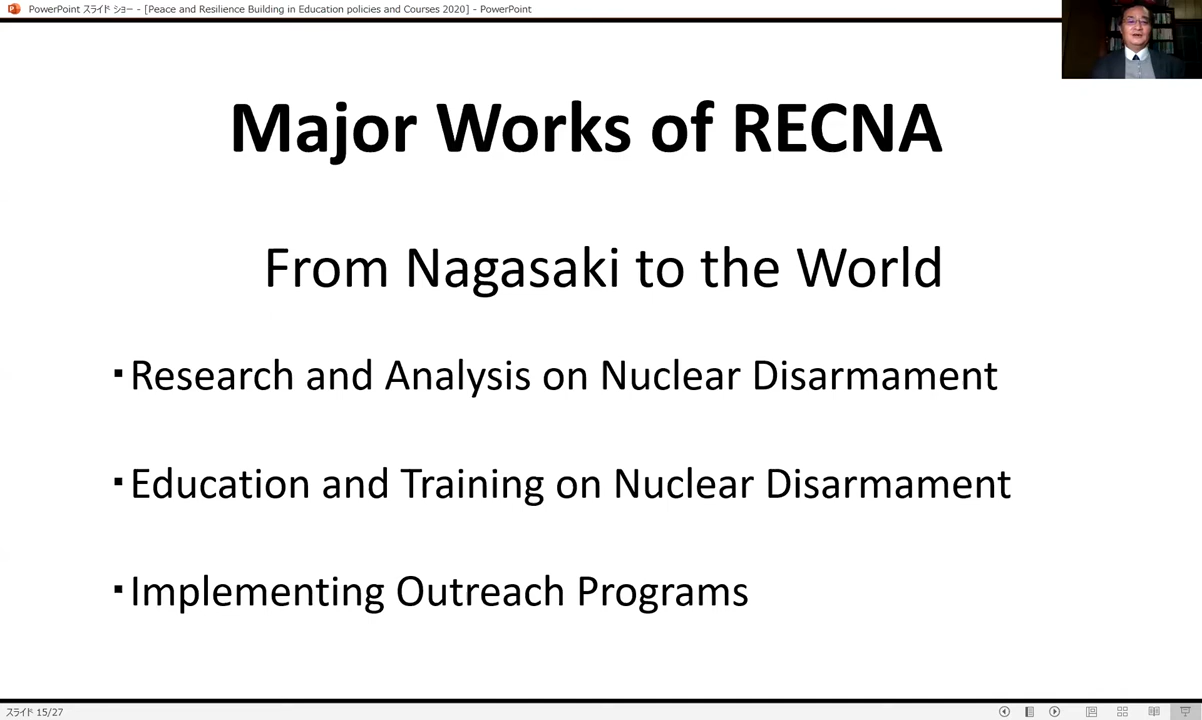 PowerPoint スライド ショー - [Peace and Resilience Building in Education policies and Courses 2020] - PowerPoint
Major Works of RECNA
From Nagasaki to the World
▪Research and Analysis on Nuclear Disarmament
▪Education and Training on Nuclear Disarmament
▪Implementing Outreach Programs
スライド 15/27